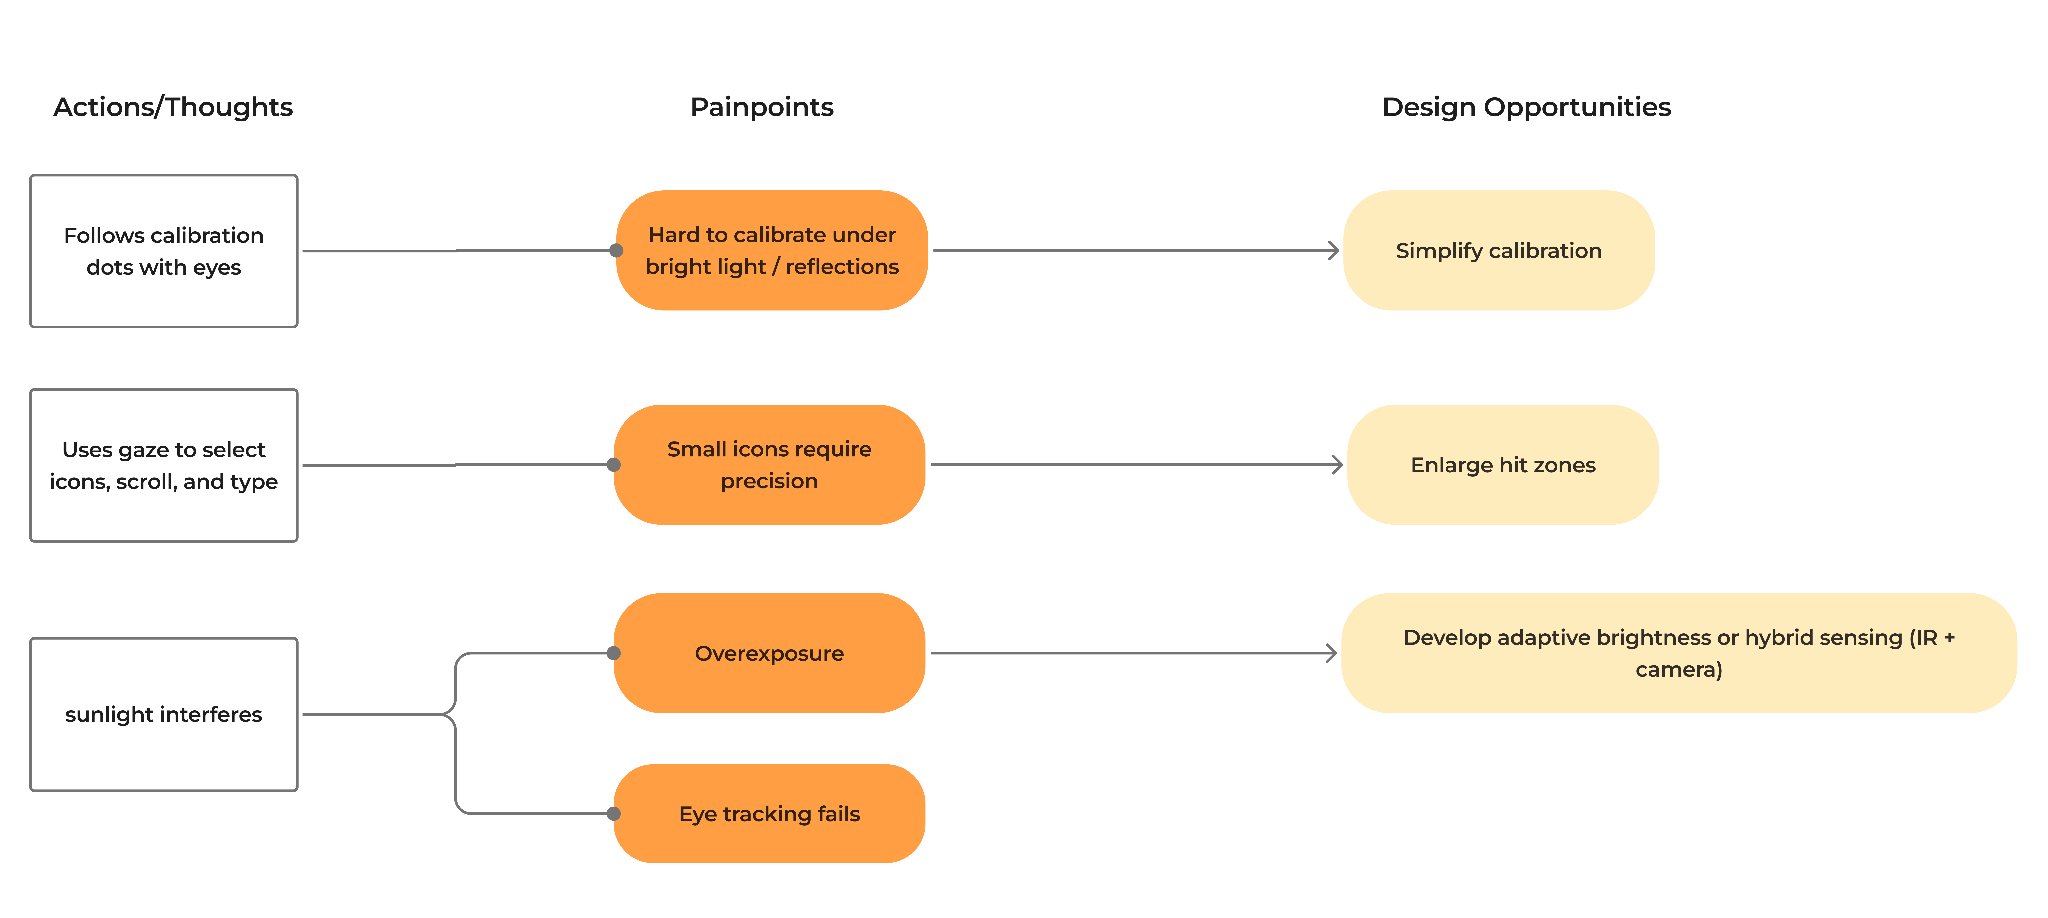 Actions/Thoughts
Painpoints
Design Opportunities
Follows calibration
dots with eyes
Hard to calibrate under
bright light / reflections
Simplify calibration
Uses gaze to select
icons, scroll, and type
Small icons require
precision
Enlarge hit zones
sunlight interferes
Overexposure
Develop adaptive brightness or hybrid sensing (IR +
camera)
Eye tracking fails